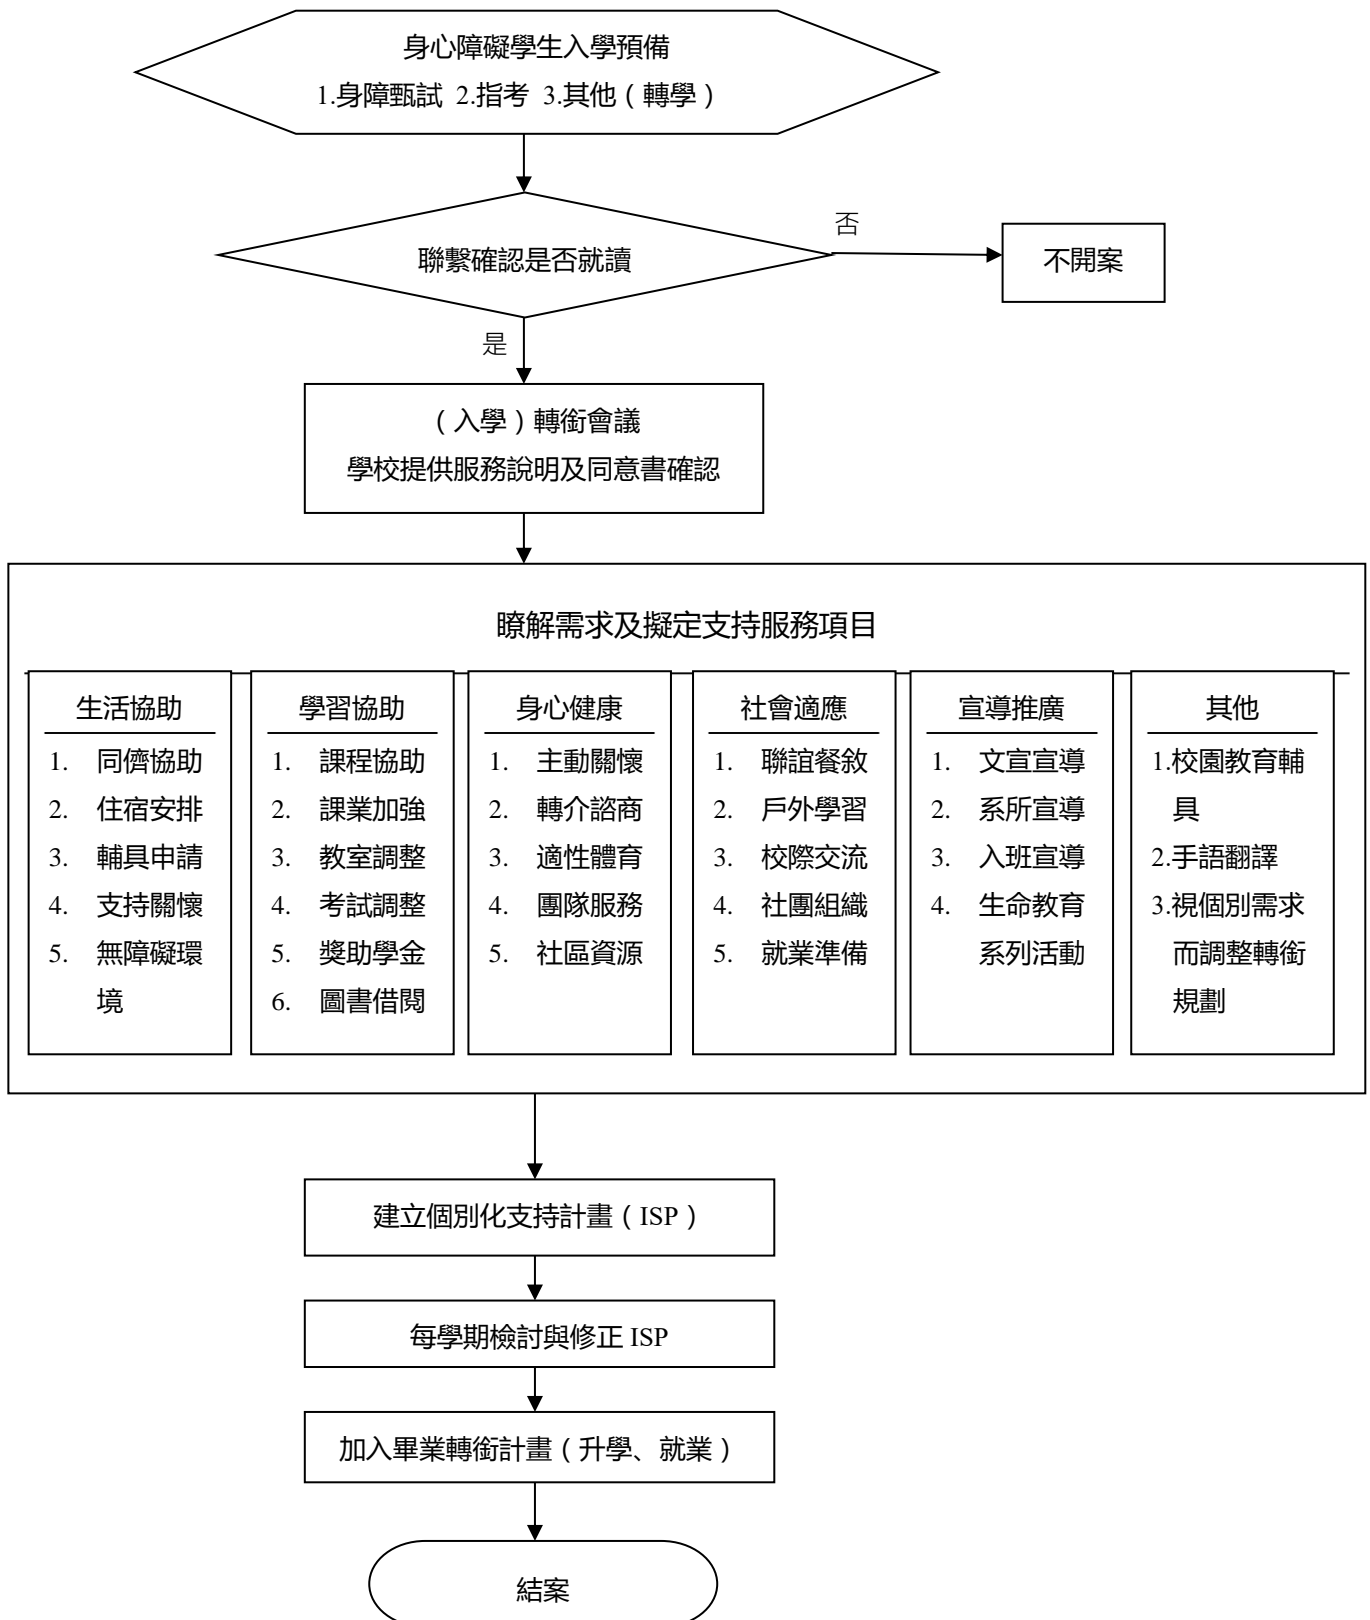 身心障礙學生入學預備
1.身障甄試 2.指考 3.其他（轉學）
聯繫確認是否就讀
否
不開案
是
（入學）轉銜會議
學校提供服務說明及同意書確認
瞭解需求及擬定支持服務項目
生活協助
1. 同儕協助
2. 住宿安排
3. 輔具申請
4. 支持關懷
5. 無障礙環
境
學習協助
1. 課程協助
2. 課業加強
3. 教室調整
4. 考試調整
5. 獎助學金
6. 圖書借閱
身心健康
1. 主動關懷
2. 轉介諮商
3. 適性體育
4. 團隊服務
5. 社區資源
社會適應
1. 聯誼餐敘
2. 戶外學習
3. 校際交流
4. 社團組織
5. 就業準備
宣導推廣
1. 文宣宣導
2. 系所宣導
3. 入班宣導
4. 生命教育
系列活動
其他
1.校園教育輔
具
2.手語翻譯
3.視個別需求
而調整轉銜
規劃
建立個別化支持計畫（ISP）
每學期檢討與修正 ISP
加入畢業轉銜計畫（升學、就業）
結案